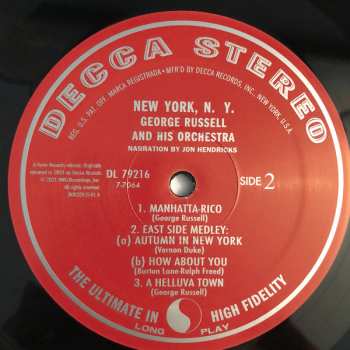 DECCA STEREO
REG. U.S. PAT. OFF. MARCA REGISTRADA • MF'D BY DECCA RECORDS, INC., NEW YORK, U.S.A.
NEW YORK, N. Y.
GEORGE RUSSELL
AND HIS ORCHESTRA
NARRATION BY JON HENDRICKS
DL 79216
7-7064
SIDE 2
1. MANHATTA-RICO
(George Russell)
2. EAST SIDE MEDLEY:
(a) AUTUMN IN NEW YORK
(Vernon Duke)
(b) HOW ABOUT YOU
(Burton Lane-Ralph Freed)
3. A HELLUVA TOWN
(George Russell)
THE ULTIMATE IN HIGH FIDELITY
LONG PLAY